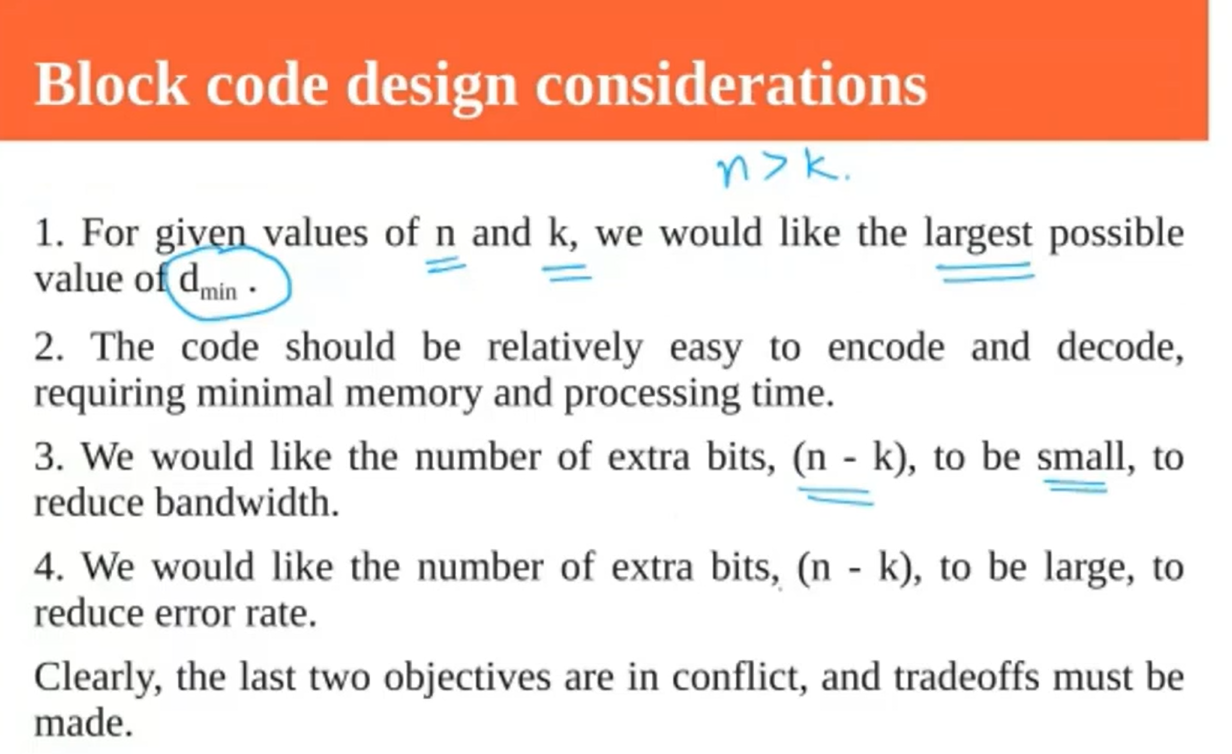 Block code design considerations
n > k.
1. For given values of n and k, we would like the largest possible
value of dmin .
2. The code should be relatively easy to encode and decode,
requiring minimal memory and processing time.
3. We would like the number of extra bits, (n - k), to be small, to
reduce bandwidth.
4. We would like the number of extra bits, (n - k), to be large, to
reduce error rate.
Clearly, the last two objectives are in conflict, and tradeoffs must be
made.